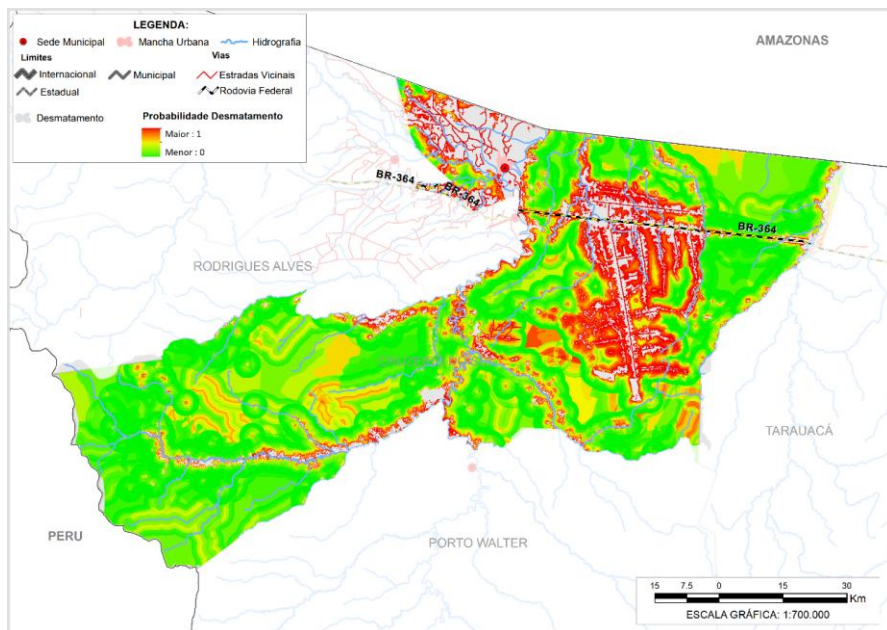 LEGENDA:
Sede Municipal Mancha Urbana Hidrografia
Limites Vias
Internacional Municipal Estradas Vicinais
Estadual Rodovia Federal
Desmatamento Probabilidade Desmatamento
Maior : 1
Menor : 0
AMAZONAS
BR-364
BR-364
BR-364
RODRIGUES ALVES
TARAUACÁ
PERU
PORTO WALTER
15 7.5 0 15 30
Km
ESCALA GRÁFICA: 1:700.000